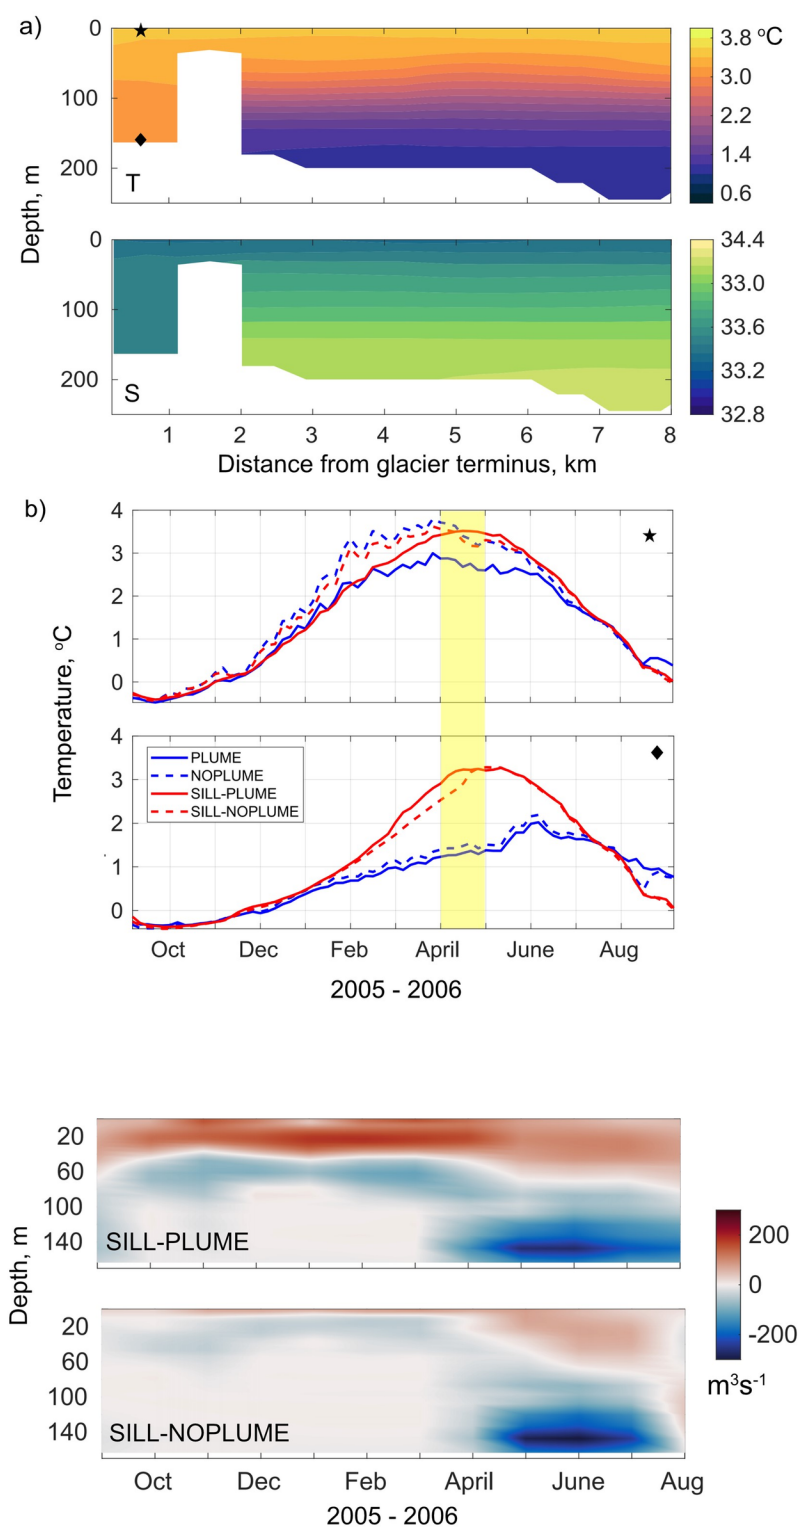 a)
0
100
200
T
3.8 °C
3.0
2.2
1.4
0.6
Depth, m
0
100
200
S
34.4
33.0
33.6
33.2
32.8
1 2 3 4 5 6 7 8
Distance from glacier terminus, km
b)
4
3
2
1
0
Temperature, °C
4
3
2
1
0
PLUME
NOPLUME
SILL-PLUME
SILL-NOPLUME
Oct Dec Feb April June Aug
2005 - 2006
20
60
100
140
SILL-PLUME
Depth, m
200
0
-200
m³s⁻¹
20
60
100
140
SILL-NOPLUME
Oct Dec Feb April June Aug
2005 - 2006